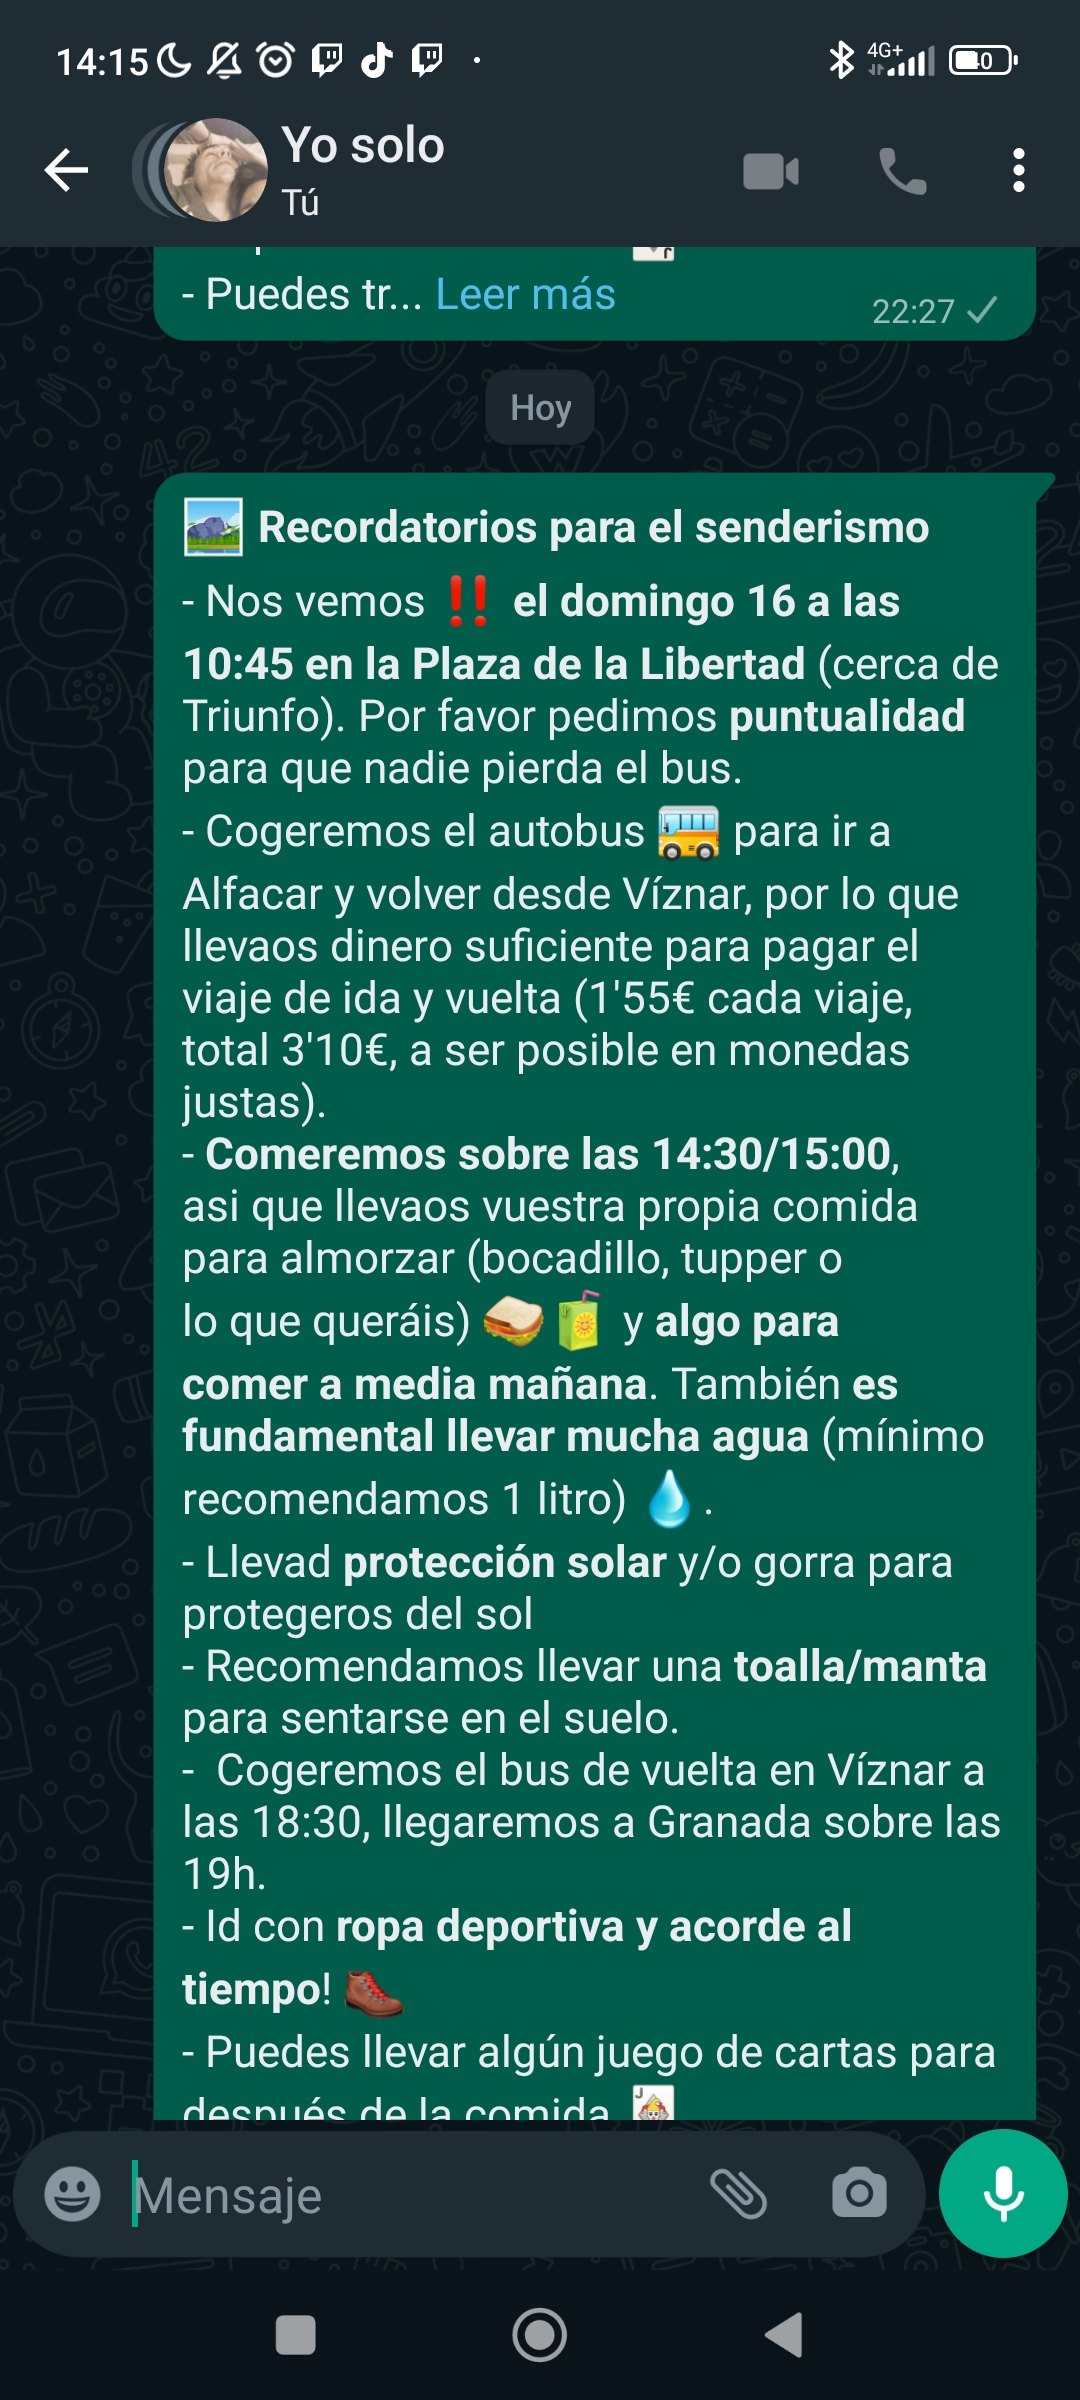 14:15
4G+
40
Yo solo
Tú
- Puedes tr... Leer más
22:27
Hoy
Recordatorios para el senderismo
- Nos vemos ‼️ el domingo 16 a las
10:45 en la Plaza de la Libertad (cerca de
Triunfo). Por favor pedimos puntualidad
para que nadie pierda el bus.
- Cogeremos el autobus 🚌 para ir a
Alfacar y volver desde Víznar, por lo que
llevaos dinero suficiente para pagar el
viaje de ida y vuelta (1'55€ cada viaje,
total 3'10€, a ser posible en monedas
justas).
- Comeremos sobre las 14:30/15:00,
asi que llevaos vuestra propia comida
para almorzar (bocadillo, tupper o
lo que queráis) 🥪🧃 y algo para
comer a media mañana. También es
fundamental llevar mucha agua (mínimo
recomendamos 1 litro) 💧.
- Llevad protección solar y/o gorra para
protegeros del sol
- Recomendamos llevar una toalla/manta
para sentarse en el suelo.
-  Cogeremos el bus de vuelta en Víznar a
las 18:30, llegaremos a Granada sobre las
19h.
- Id con ropa deportiva y acorde al
tiempo! 🥾
- Puedes llevar algún juego de cartas para
después de la comida
Mensaje